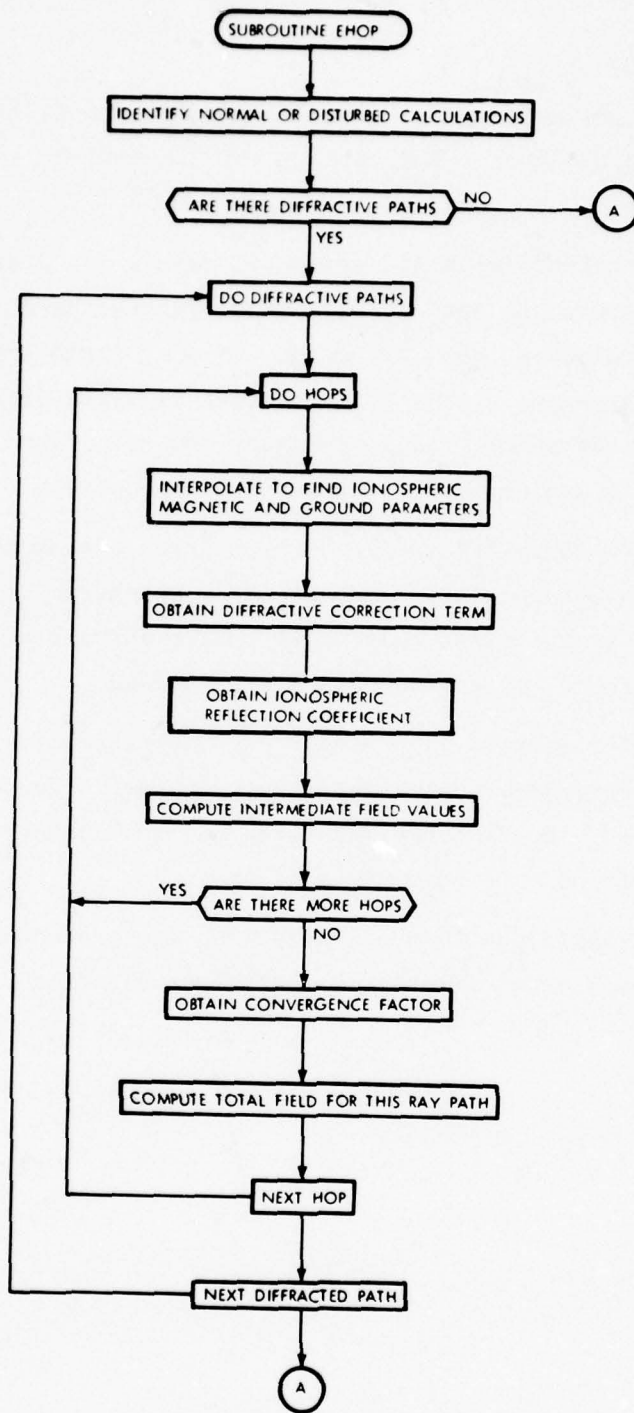 SUBROUTINE EHOP
IDENTIFY NORMAL OR DISTURBED CALCULATIONS
ARE THERE DIFFRACTIVE PATHS
NO
A
YES
DO DIFFRACTIVE PATHS
DO HOPS
INTERPOLATE TO FIND IONOSPHERIC
MAGNETIC AND GROUND PARAMETERS
OBTAIN DIFFRACTIVE CORRECTION TERM
OBTAIN IONOSPHERIC
REFLECTION COEFFICIENT
COMPUTE INTERMEDIATE FIELD VALUES
YES
ARE THERE MORE HOPS
NO
OBTAIN CONVERGENCE FACTOR
COMPUTE TOTAL FIELD FOR THIS RAY PATH
NEXT HOP
NEXT DIFFRACTED PATH
A